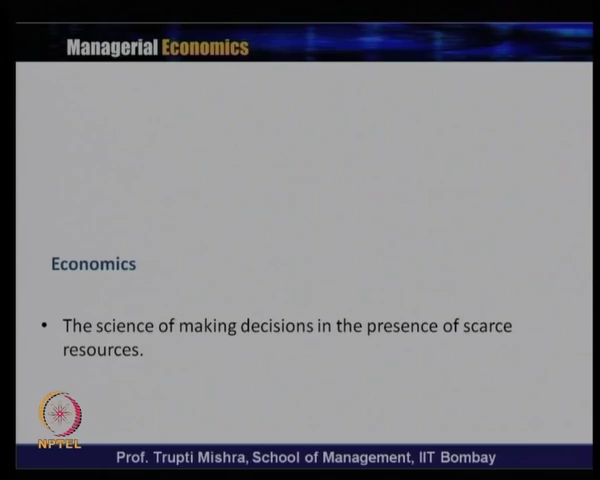 Managerial Economics
Economics
• The science of making decisions in the presence of scarce
resources.
NPTEL
Prof. Trupti Mishra, School of Management, IIT Bombay